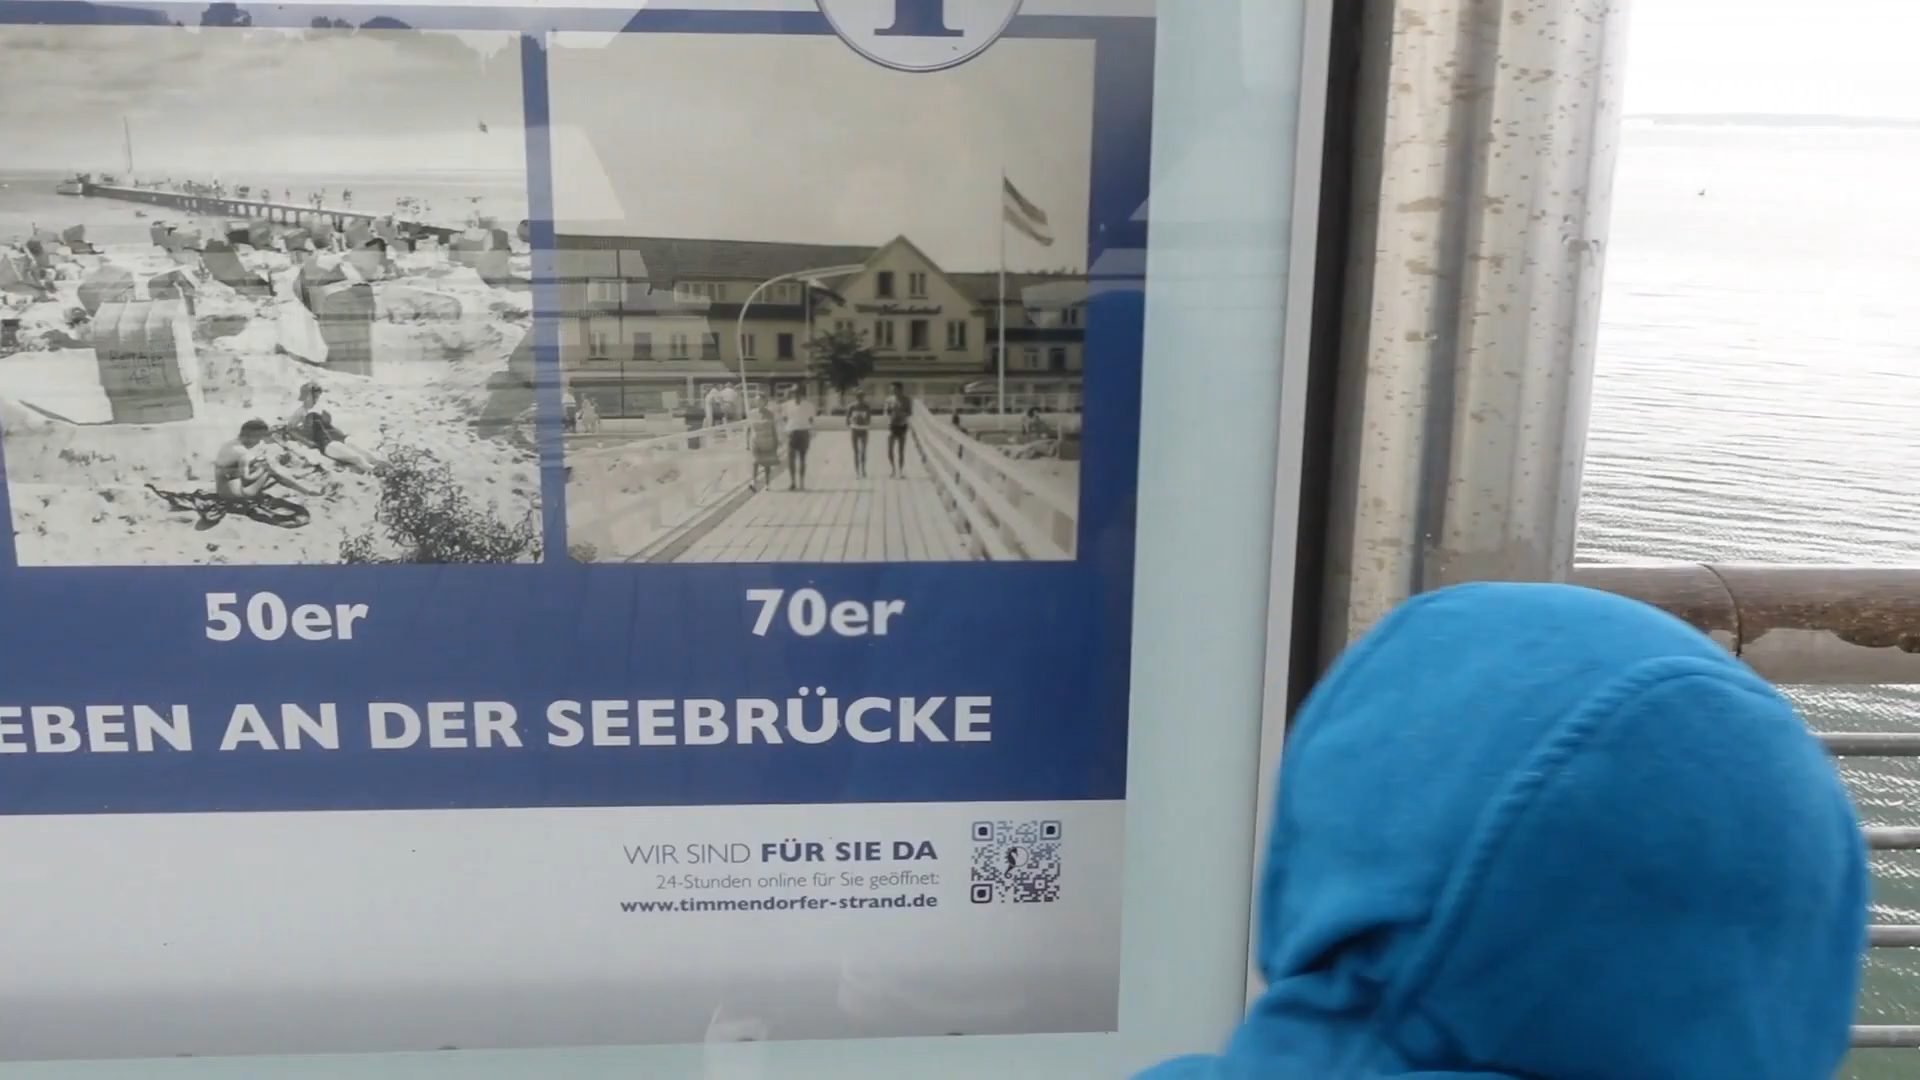 50er
70er
EBEN AN DER SEEBRÜCKE
WIR SIND FÜR SIE DA
24-Stunden online für Sie geöffnet:
www.timmendorfer-strand.de